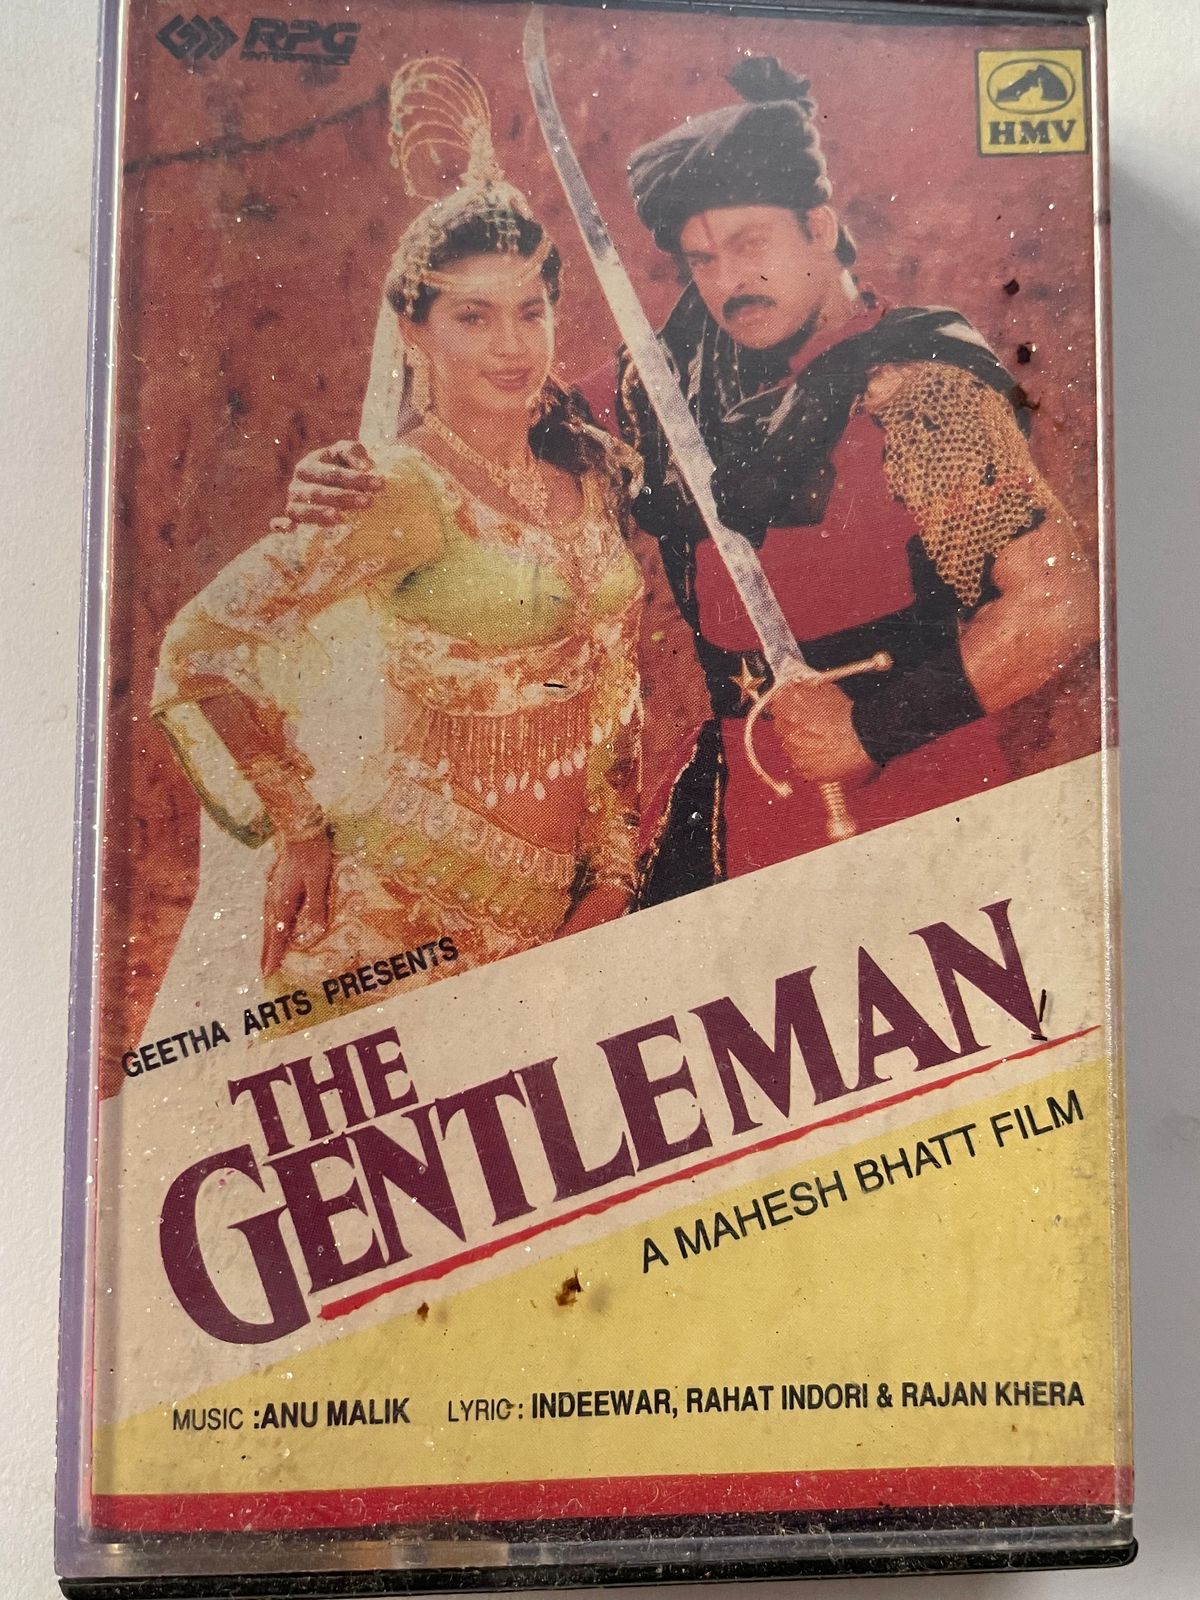 RPG
ENTERPRISES
HMV
GEETHA ARTS PRESENTS
THE
GENTLEMAN
A MAHESH BHATT FILM
MUSIC : ANU MALIK LYRIC : INDEEWAR, RAHAT INDORI & RAJAN KHERA